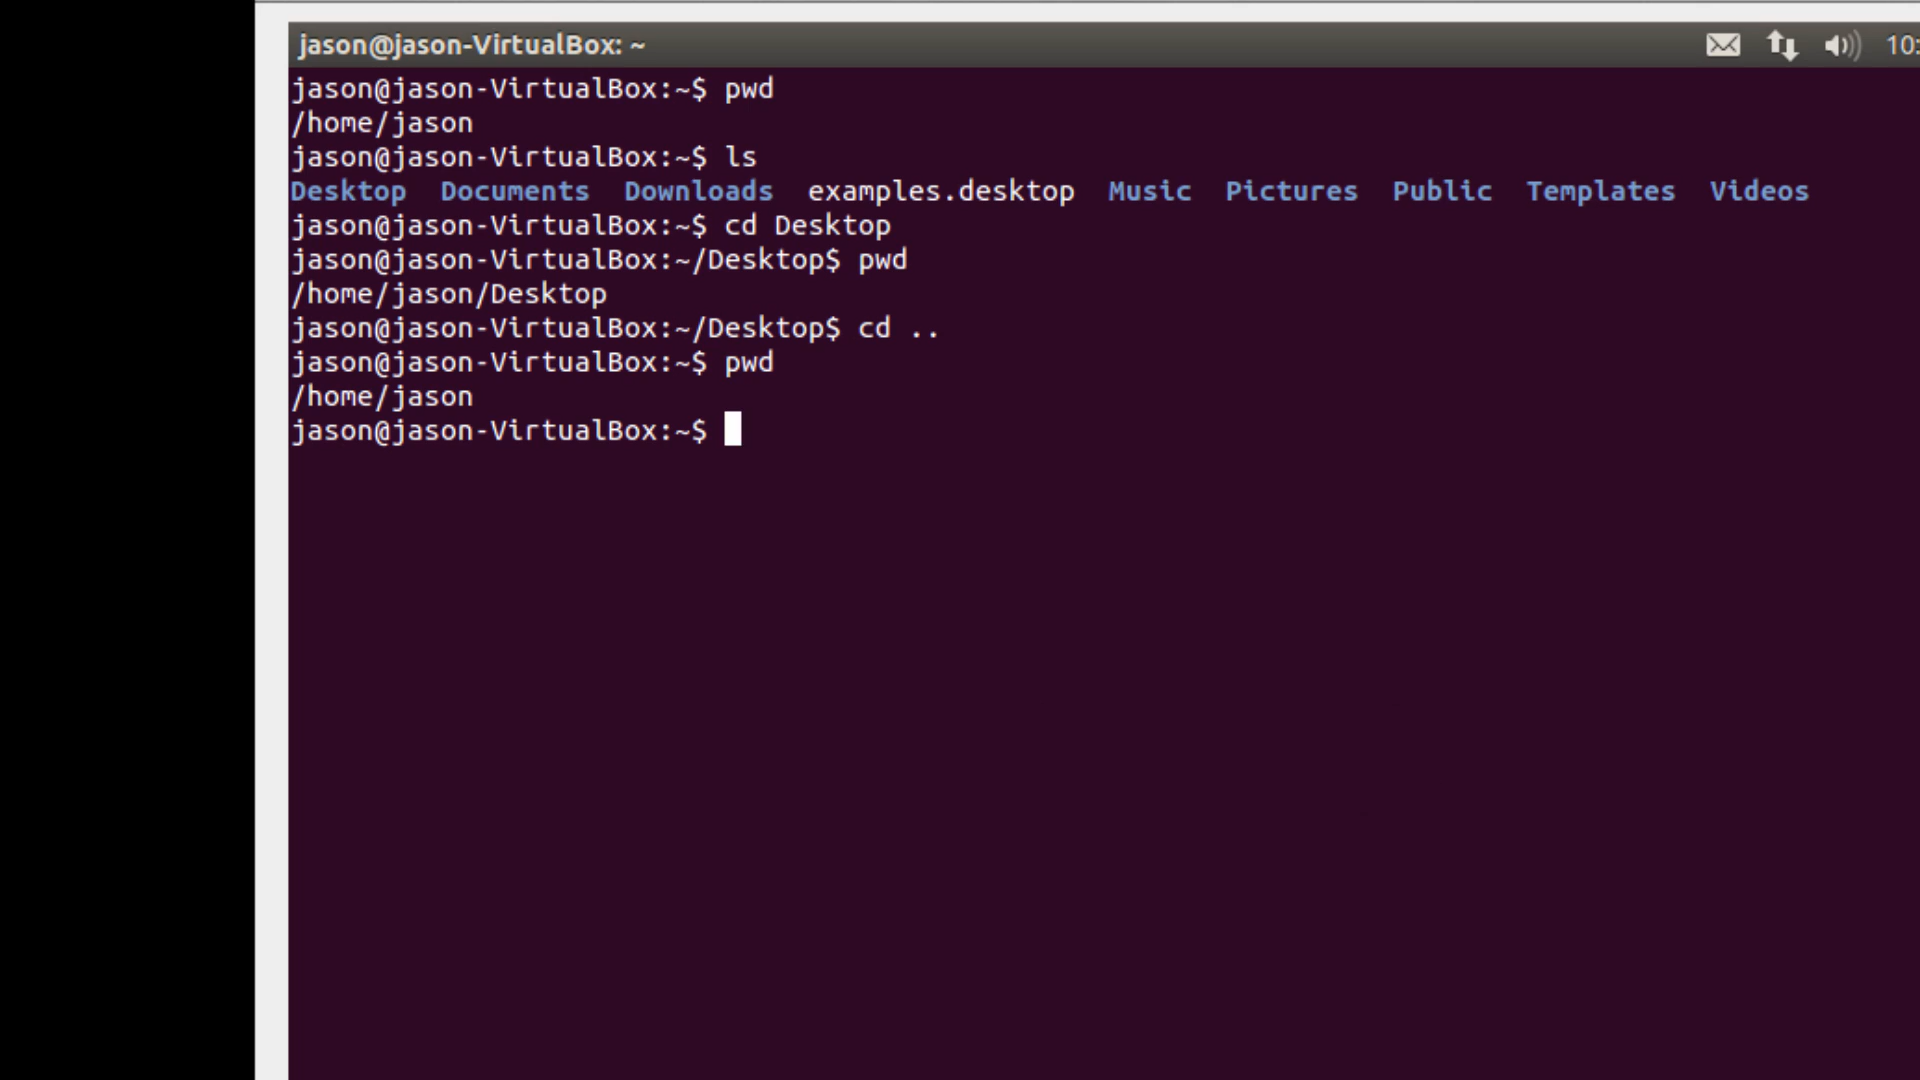 jason@jason-VirtualBox: ~
10:
jason@jason-VirtualBox:~$ pwd
/home/jason
jason@jason-VirtualBox:~$ ls
Desktop  Documents  Downloads  examples.desktop  Music  Pictures  Public  Templates  Videos
jason@jason-VirtualBox:~$ cd Desktop
jason@jason-VirtualBox:~/Desktop$ pwd
/home/jason/Desktop
jason@jason-VirtualBox:~/Desktop$ cd ..
jason@jason-VirtualBox:~$ pwd
/home/jason
jason@jason-VirtualBox:~$